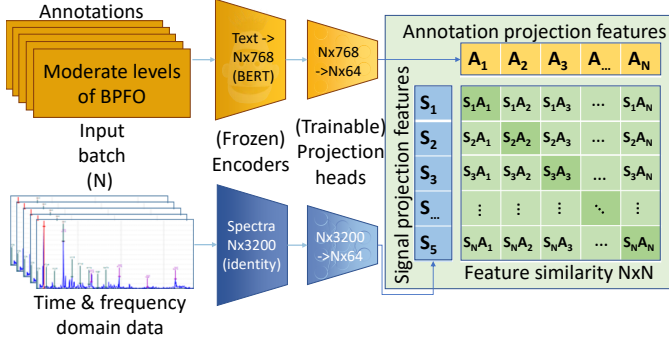 Annotations
Moderate levels
of BPFO
Input
batch
(N)
Time & frequency
domain data
Text ->
Nx768
(BERT)
(Frozen)
Encoders
Spectra
Nx3200
(identity)
Nx768
->Nx64
(Trainable)
Projection
heads
Nx3200
->Nx64
Annotation projection features
A1 A2 A3 A... AN
Signal projection features
S1
S2
S3
S...
S5
S1A1 S1A2 S1A3 ... S1AN
S2A1 S2A2 S2A3 ... S2AN
S3A1 S3A2 S3A3 ... S3AN
⋮ ⋮ ⋮ ⋱ ⋮
SNA1 SNA2 SNA3 ... SNAN
Feature similarity NxN